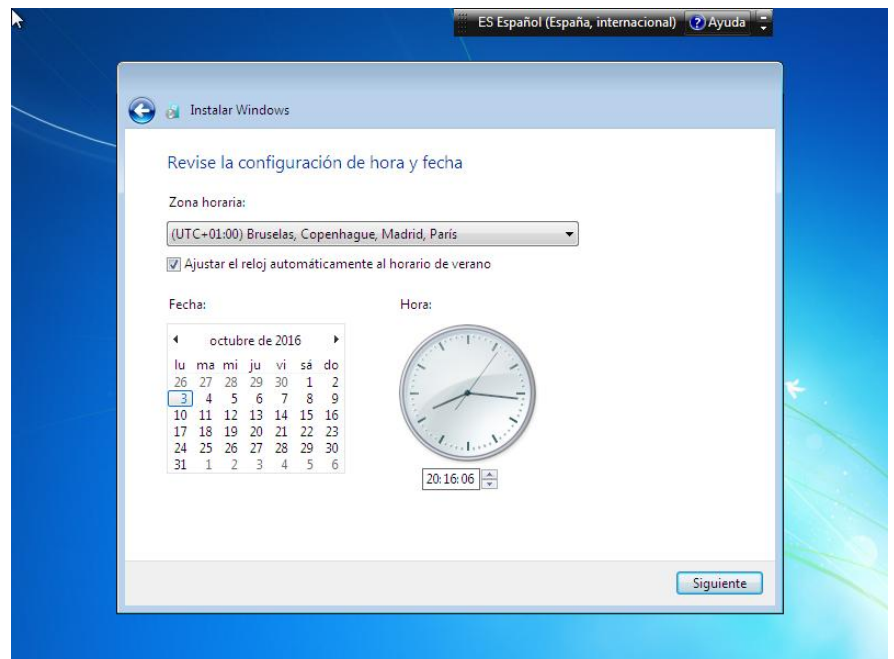 ES Español (España, internacional) Ayuda
Instalar Windows
Revise la configuración de hora y fecha
Zona horaria:
(UTC+01:00) Bruselas, Copenhague, Madrid, París
Ajustar el reloj automáticamente al horario de verano
Fecha: Hora:
octubre de 2016
lu ma mi ju vi sá do
26 27 28 29 30 1 2
3 4 5 6 7 8 9
10 11 12 13 14 15 16
17 18 19 20 21 22 23
24 25 26 27 28 29 30
31 1 2 3 4 5 6
20:16:06
Siguiente